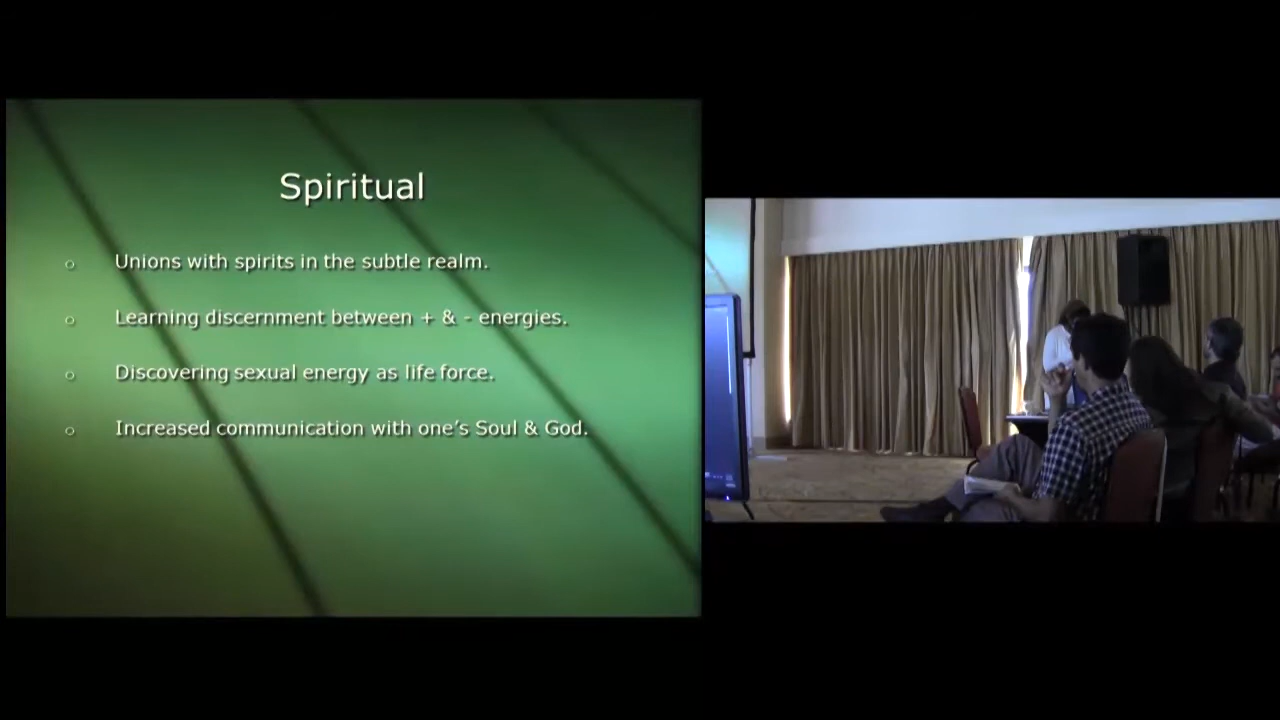 Spiritual
Unions with spirits in the subtle realm.
Learning discernment between + & - energies.
Discovering sexual energy as life force.
Increased communication with one’s Soul & God.